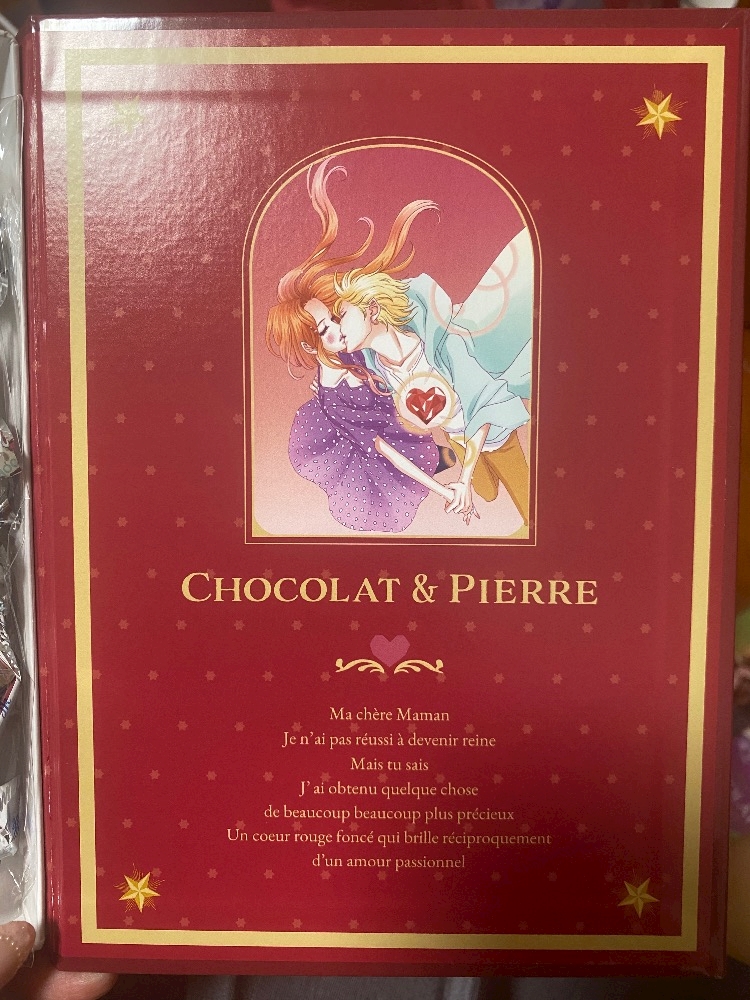 CHOCOLAT & PIERRE
Ma chère Maman
Je n'ai pas réussi à devenir reine
Mais tu sais
J' ai obtenu quelque chose
de beaucoup beaucoup plus précieux
Un coeur rouge foncé qui brille réciproquement
d'un amour passionnel